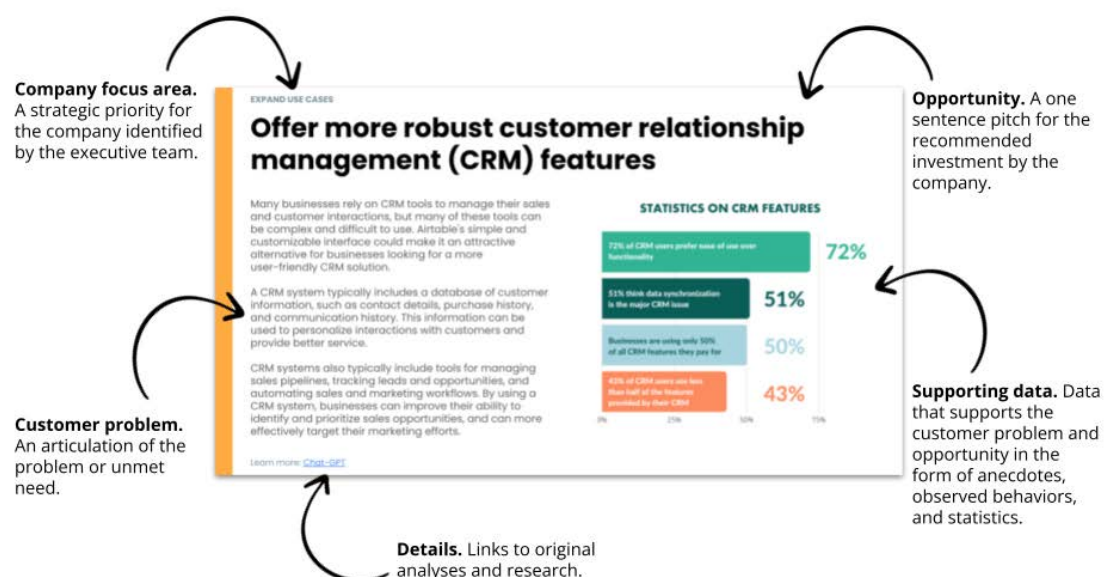 Company focus area.
A strategic priority for
the company identified
by the executive team.
Opportunity. A one
sentence pitch for the
recommended
investment by the
company.
EXPAND USE CASES
Offer more robust customer relationship
management (CRM) features
Many businesses rely on CRM tools to manage their sales
and customer interactions, but many of these tools can
be complex and difficult to use. Airtable's simple and
customizable interface could make it an attractive
alternative for businesses looking for a more
user-friendly CRM solution.
A CRM system typically includes a database of customer
information, such as contact details, purchase history,
and communication history. This information can be
used to personalize interactions with customers and
provide better service.
CRM systems also typically include tools for managing
sales pipelines, tracking leads and opportunities, and
automating sales and marketing workflows. By using a
CRM system, businesses can improve their ability to
identify and prioritize sales opportunities, and can more
effectively target their marketing efforts.
Learn more: Chat-GPT
STATISTICS ON CRM FEATURES
72% of CRM users prefer ease of use over
functionality
72%
51% think data synchronization
is the major CRM issue
51%
Businesses are using only 50%
of all CRM features they pay for
50%
43% of CRM users use less
than half of the features
provided by their CRM
43%
0% 25% 50% 75%
Customer problem.
An articulation of the
problem or unmet
need.
Supporting data. Data
that supports the
customer problem and
opportunity in the
form of anecdotes,
observed behaviors,
and statistics.
Details. Links to original
analyses and research.